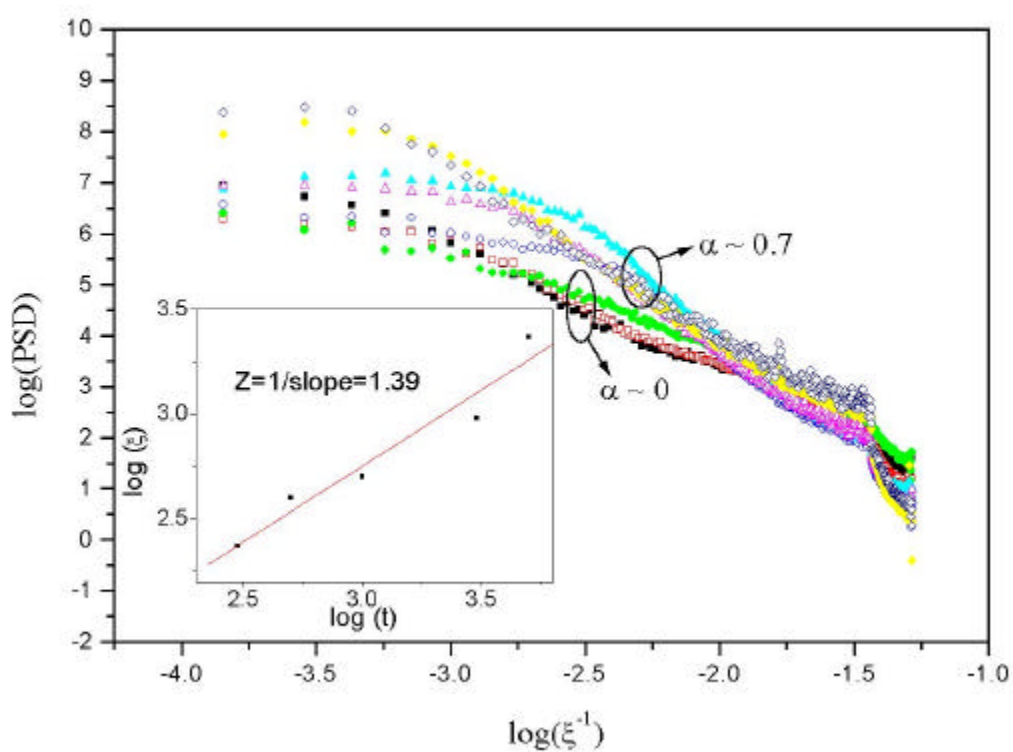 log(PSD)
10
9
8
7
6
5
4
3
2
1
0
-1
-2
α ~ 0.7
α ~ 0
3.5
3.0
2.5
log (ξ)
Z=1/slope=1.39
2.5 3.0 3.5
log (t)
-4.0 -3.5 -3.0 -2.5 -2.0 -1.5 -1.0
log(ξ⁻¹)